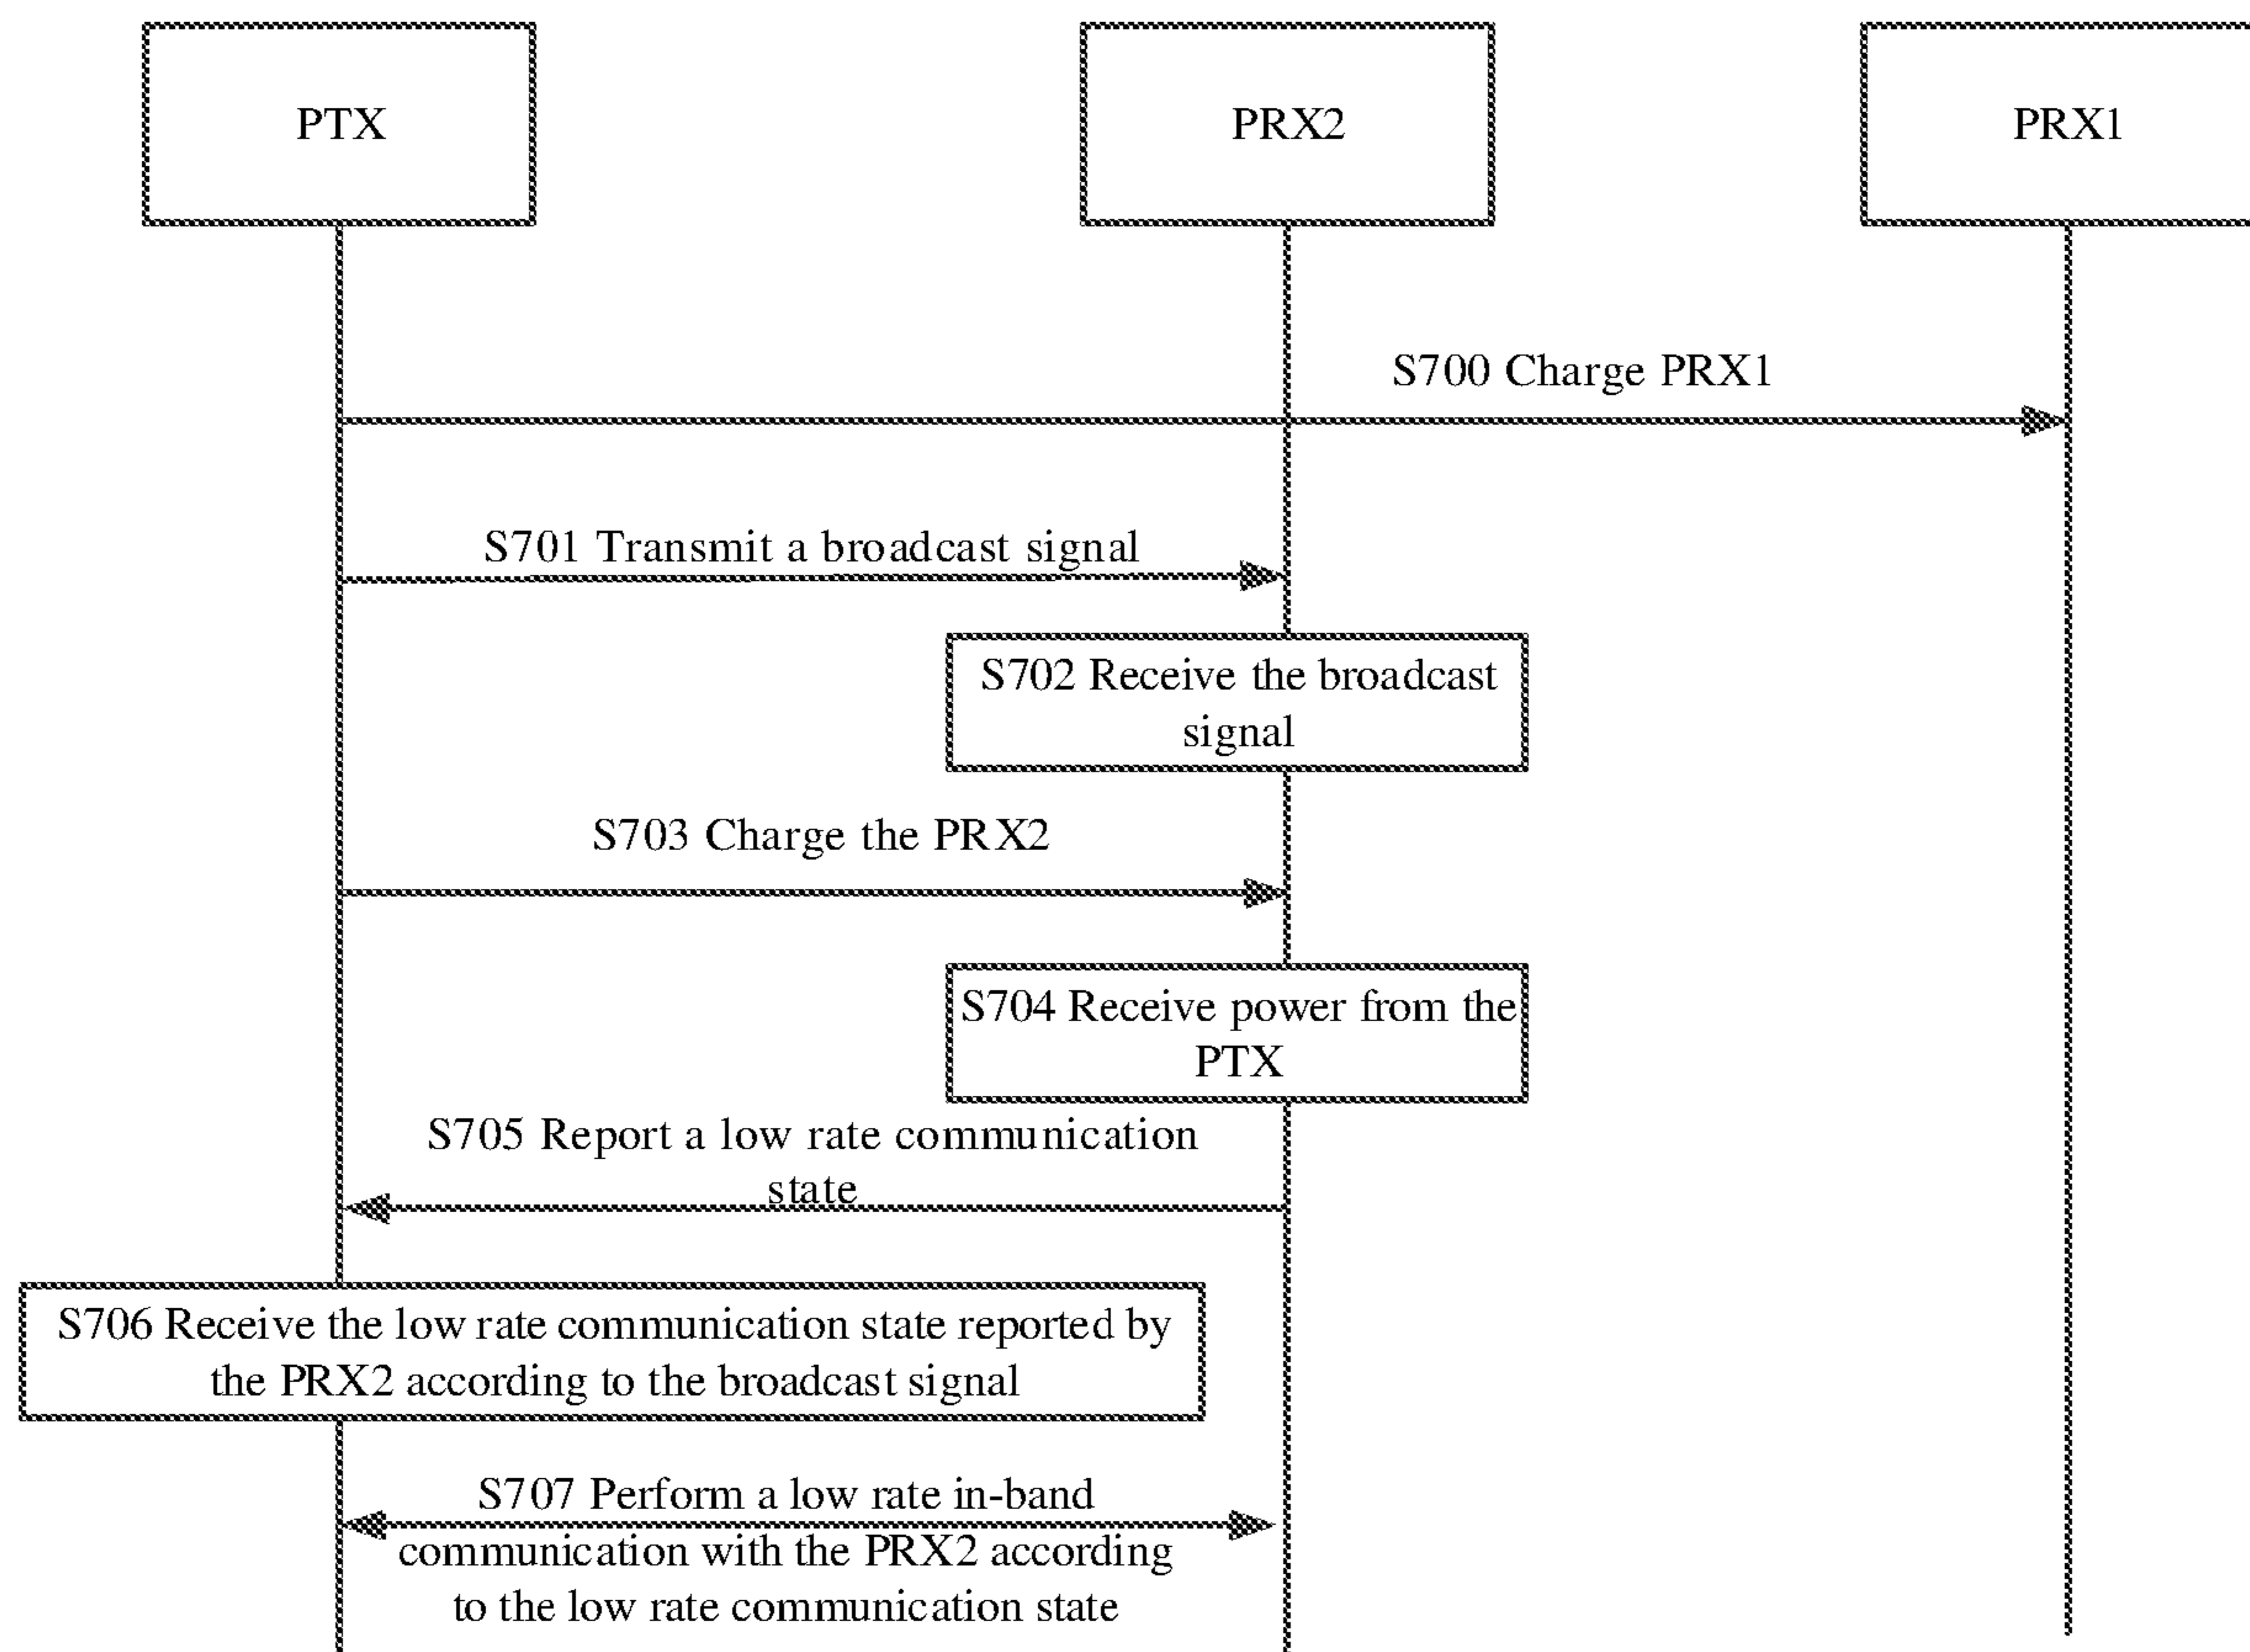 PTX
PRX2
PRX1
S700 Charge PRX1
S701 Transmit a broadcast signal
S702 Receive the broadcast
signal
S703 Charge the PRX2
S704 Receive power from the
PTX
S705 Report a low rate communication
state
S706 Receive the low rate communication state reported by
the PRX2 according to the broadcast signal
S707 Perform a low rate in-band
communication with the PRX2 according
to the low rate communication state